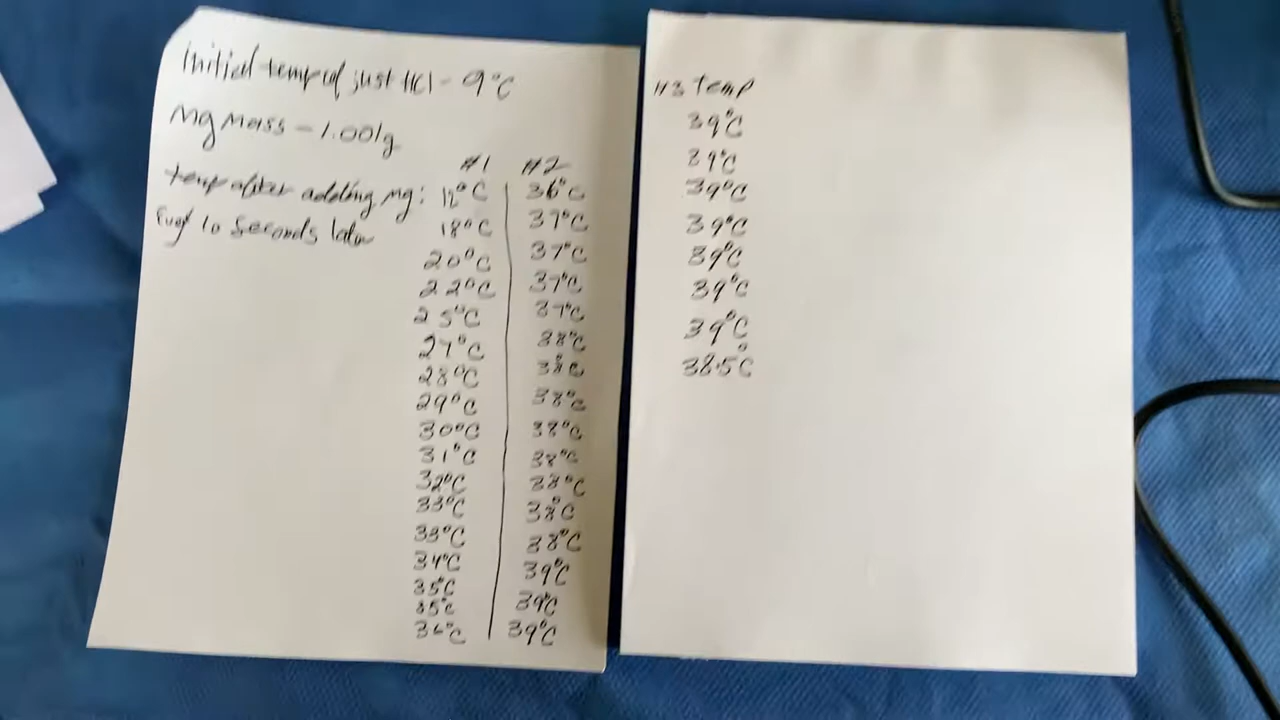 Initial temp of just HCl - 9°C
Mg mass - 1.001g
#1 #2
temp after adding mg: 12°C 36°C
10 seconds later 18°C 37°C
20°C 37°C
22°C 37°C
25°C 37°C
27°C 38°C
28°C 38°C
29°C 38°C
30°C 38°C
31°C 38°C
32°C 38°C
33°C 38°C
33°C 38°C
34°C 39°C
35°C 39°C
35°C 39°C
36°C
#3 Temp
39°C
39°C
39°C
39°C
39°C
39°C
39°C
38.5°C